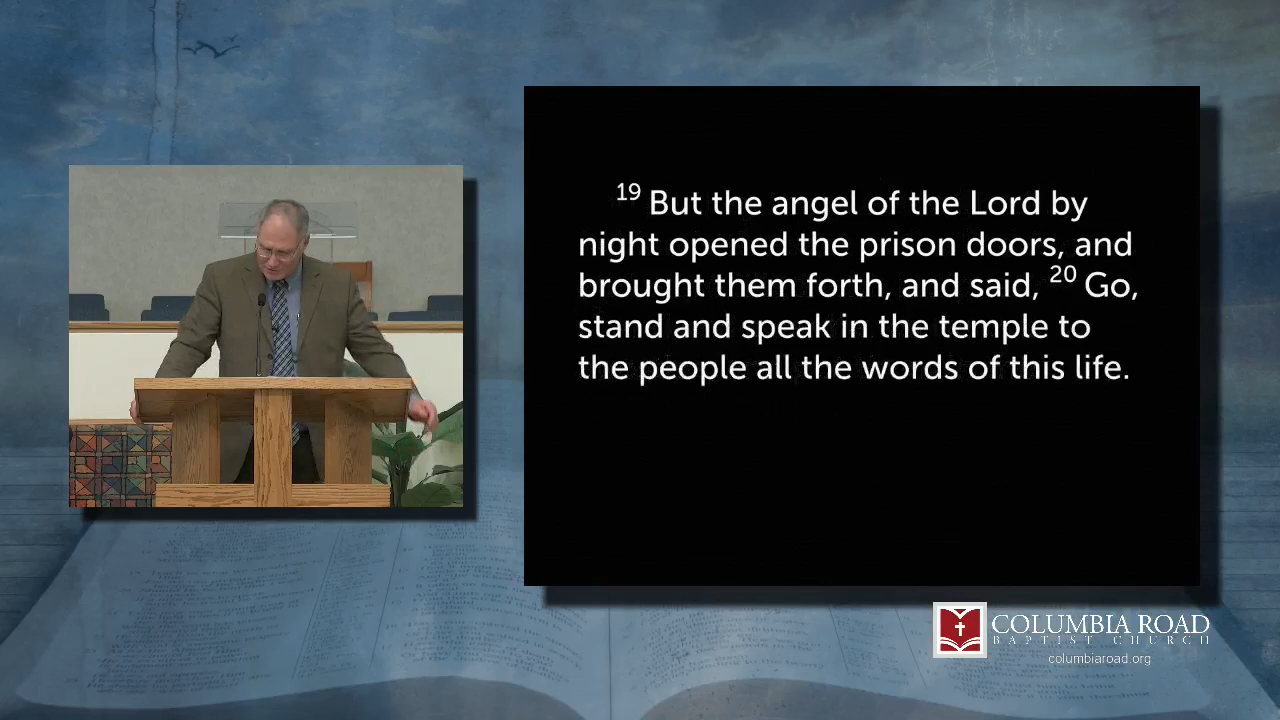 19 But the angel of the Lord by
night opened the prison doors, and
brought them forth, and said, 20 Go,
stand and speak in the temple to
the people all the words of this life.
COLUMBIA ROAD
BAPTIST CHURCH
columbiaroad.org